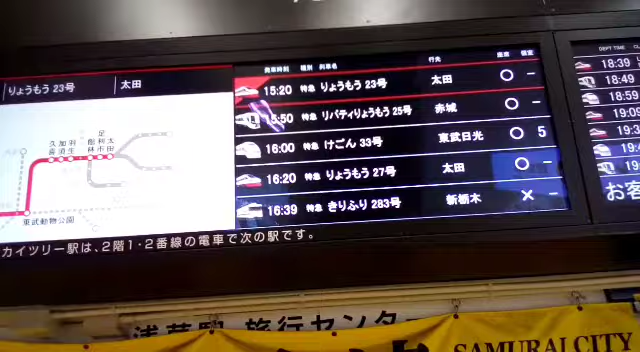 りょうもう 23号 太田
発車時刻 種別 列車名 行先 座席 個室
15:20 特急 りょうもう 23号 太田 ○ −
15:50 特急 リバティりょうもう 25号 赤城 ○ −
16:00 特急 けごん 33号 東武日光 ○ 5
16:20 特急 りょうもう 27号 太田 ○ −
16:39 特急 きりふり 283号 新栃木 × −
久喜 加須 羽生 館林 足利市 太田
東武動物公園
カイツリー駅は、2階1・2番線の電車で次の駅です。
DEPT TIME
18:39
18:49
18:59
19:09
お客
浅草駅 旅行センター
SAMURAI CITY